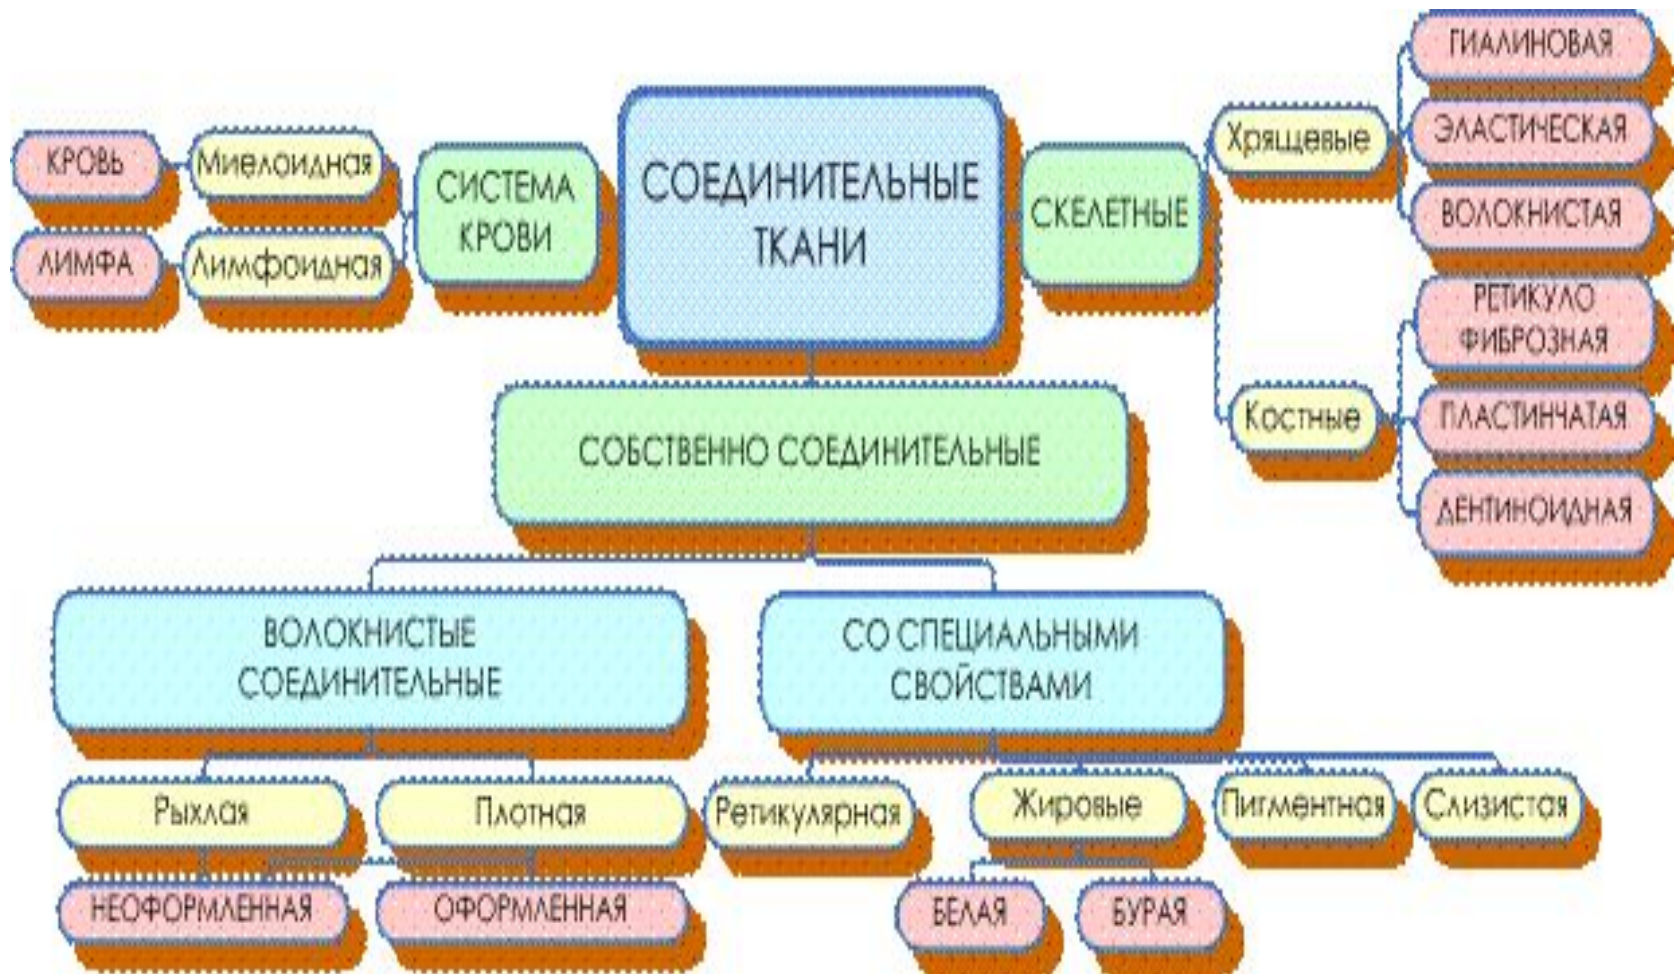 СОЕДИНИТЕЛЬНЫЕ
ТКАНИ
СИСТЕМА
КРОВИ
Миелоидная
КРОВЬ
Лимфоидная
ЛИМФА
СКЕЛЕТНЫЕ
Хрящевые
ГИАЛИНОВАЯ
ЭЛАСТИЧЕСКАЯ
ВОЛОКНИСТАЯ
Костные
РЕТИКУЛО
ФИБРОЗНАЯ
ПЛАСТИНЧАТАЯ
ДЕНТИНОИДНАЯ
СОБСТВЕННО СОЕДИНИТЕЛЬНЫЕ
ВОЛОКНИСТЫЕ
СОЕДИНИТЕЛЬНЫЕ
Рыхлая
Плотная
НЕОФОРМЛЕННАЯ
ОФОРМЛЕННАЯ
СО СПЕЦИАЛЬНЫМИ
СВОЙСТВАМИ
Ретикулярная
Жировые
Пигментная
Слизистая
БЕЛАЯ
БУРАЯ